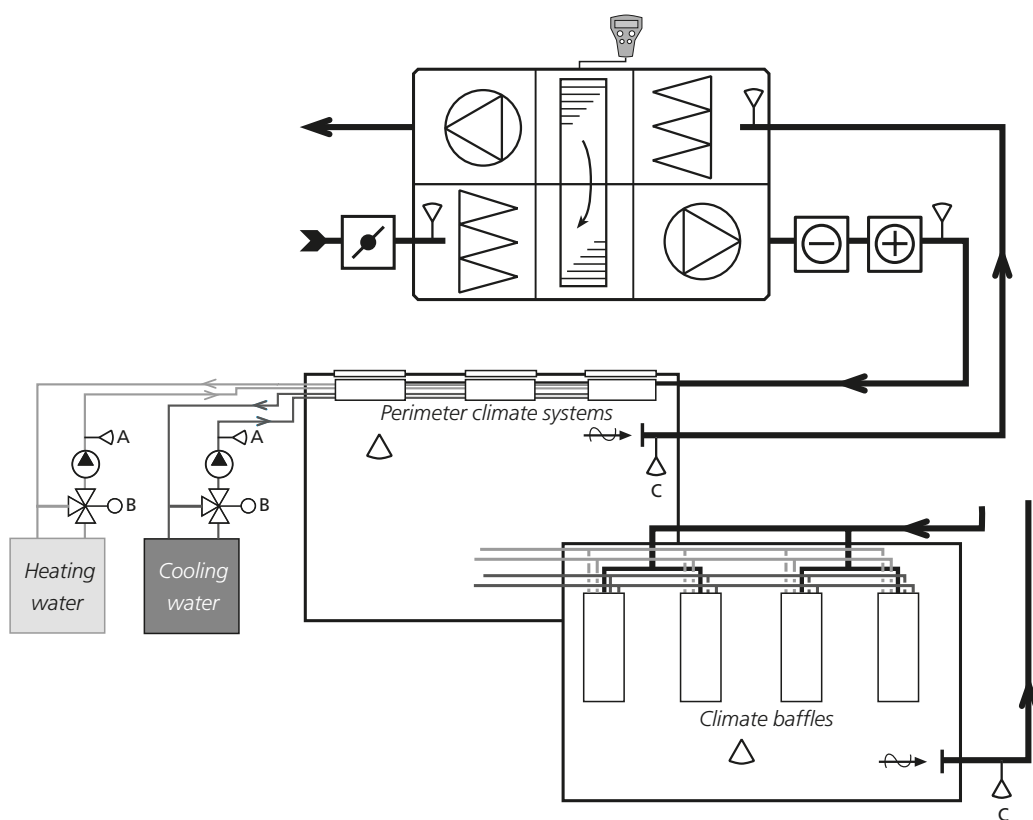 Perimeter climate systems
A
A
C
B
B
Heating
water
Cooling
water
Climate baffles
C